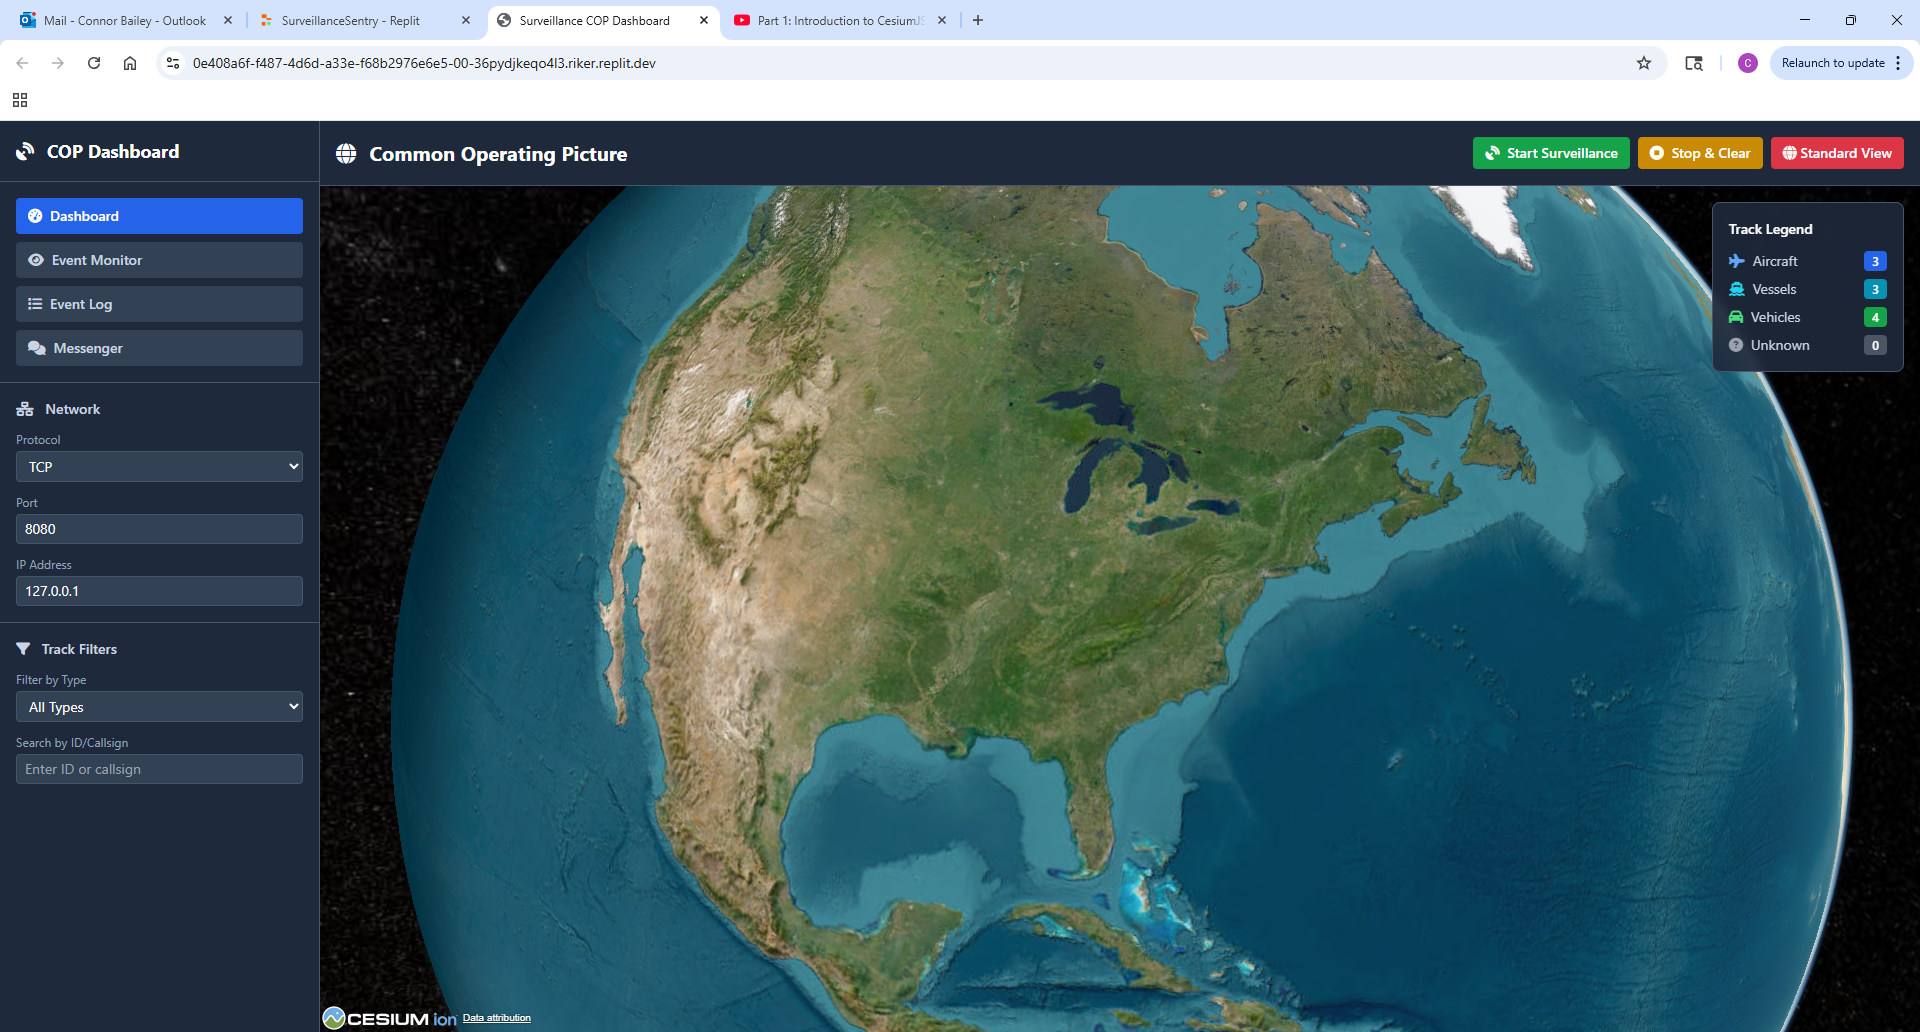 Mail - Connor Bailey - Outlook
SurveillanceSentry - Replit
Surveillance COP Dashboard
Part 1: Introduction to CesiumJS
0e408a6f-f487-4d6d-a33e-f68b2976e6e5-00-36pydjkeqo4l3.riker.replit.dev
C
Relaunch to update
COP Dashboard
Common Operating Picture
Start Surveillance
Stop & Clear
Standard View
Dashboard
Event Monitor
Event Log
Messenger
Network
Protocol
TCP
Port
8080
IP Address
127.0.0.1
Track Filters
Filter by Type
All Types
Search by ID/Callsign
Enter ID or callsign
Track Legend
Aircraft 3
Vessels 3
Vehicles 4
Unknown 0
CESIUM ion
Data attribution